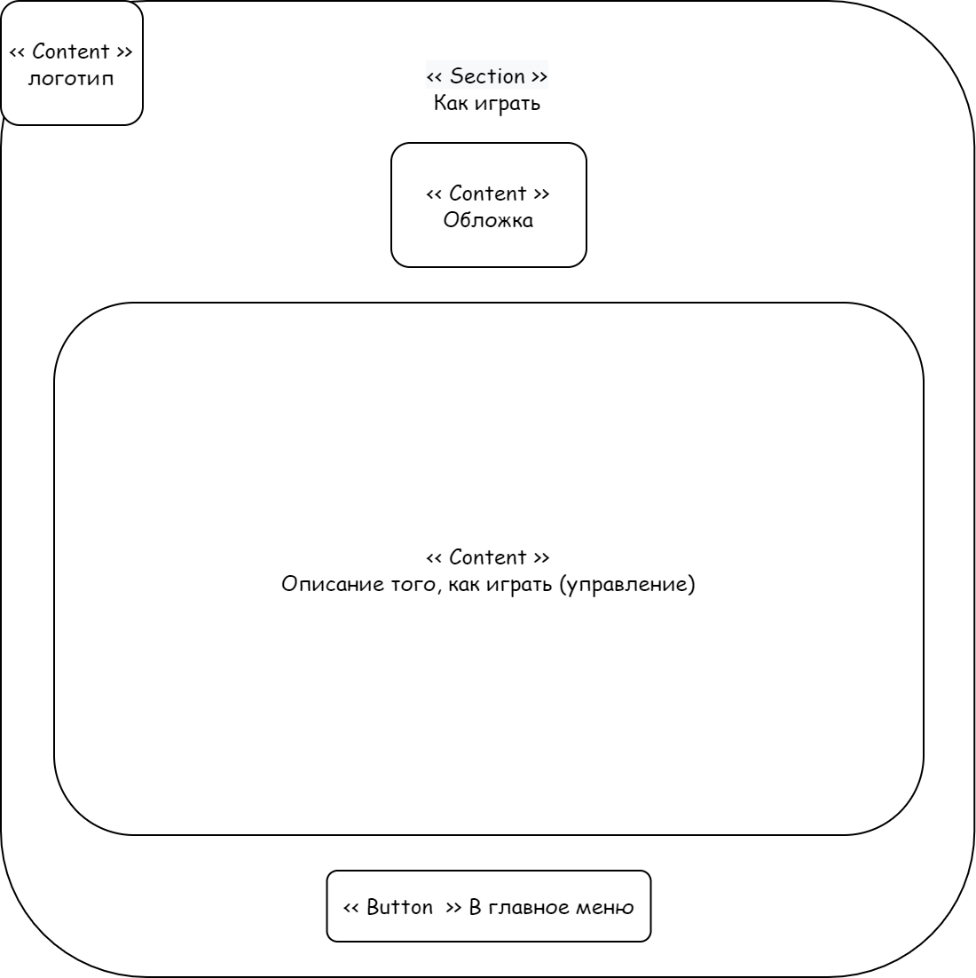 << Content >>
логотип
<< Section >>
Как играть
<< Content >>
Обложка
<< Content >>
Описание того, как играть (управление)
<< Button  >> В главное меню